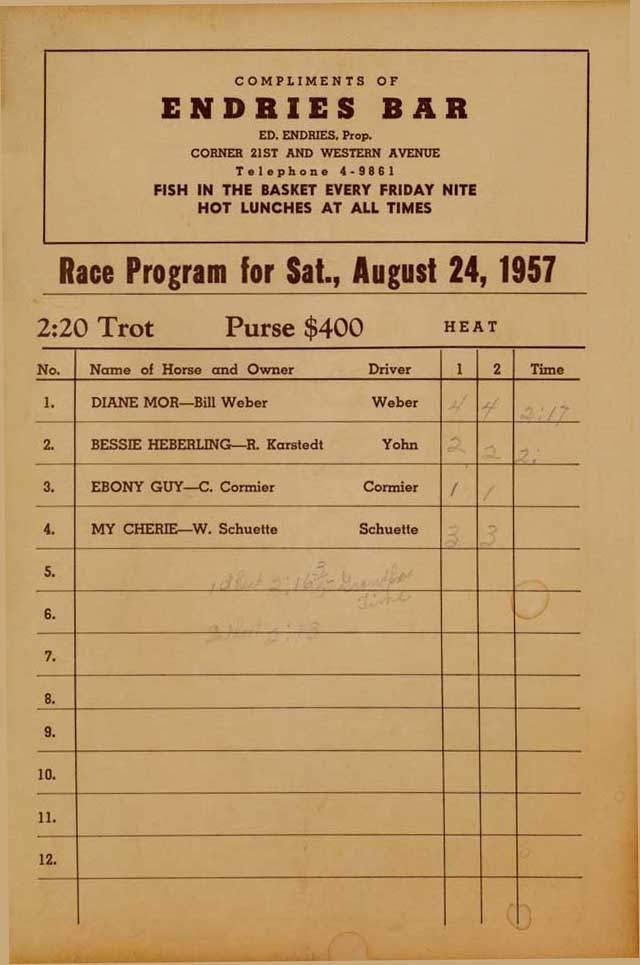 COMPLIMENTS OF
ENDRIES BAR
ED. ENDRIES, Prop.
CORNER 21ST AND WESTERN AVENUE
Telephone 4-9861
FISH IN THE BASKET EVERY FRIDAY NITE
HOT LUNCHES AT ALL TIMES
Race Program for Sat., August 24, 1957
2:20 Trot Purse $400 HEAT
No. Name of Horse and Owner Driver 1 2 Time
1. DIANE MOR—Bill Weber Weber 4 4 2:17
2. BESSIE HEBERLING—R. Karstedt Yohn 2 2 2:
3. EBONY GUY—C. Cormier Cormier 1 1
4. MY CHERIE—W. Schuette Schuette 3 3
5.
Time
6.
7.
8.
9.
10.
11.
12.